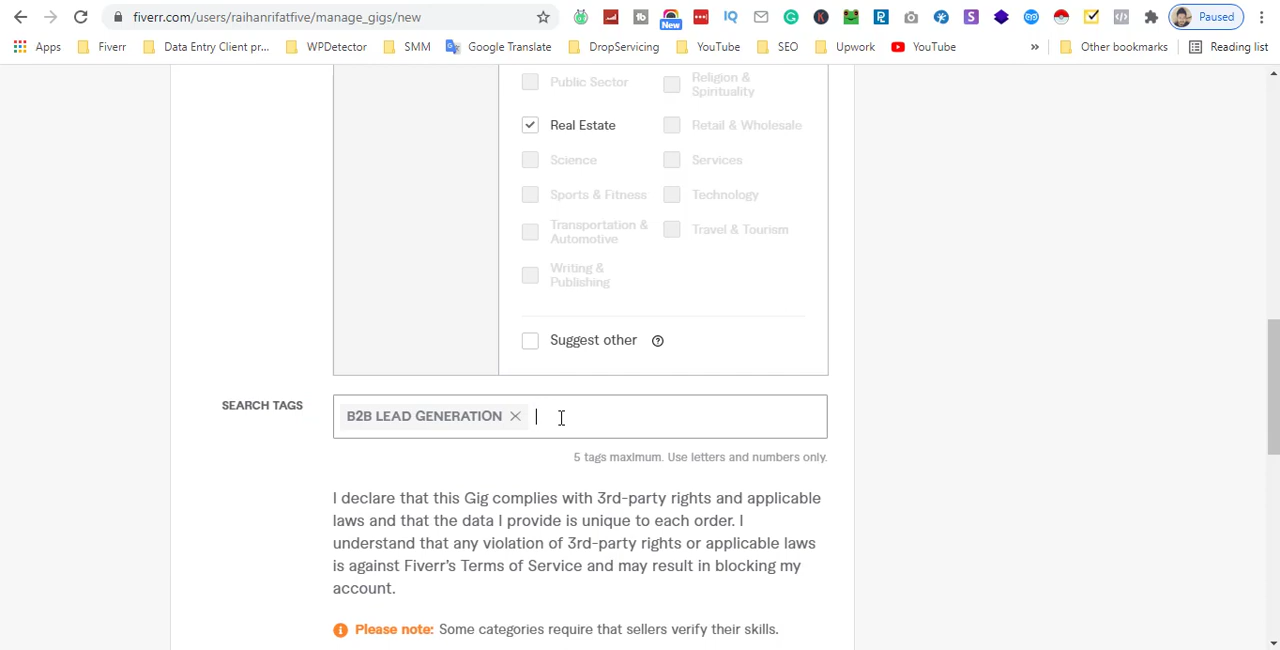 fiverr.com/users/raihanrifatfive/manage_gigs/new
New
IQ
Paused
Apps
Fiverr
Data Entry Client pr...
WPDetector
SMM
Google Translate
DropServicing
YouTube
SEO
Upwork
YouTube
»
Other bookmarks
Reading list
Public Sector
Religion &
Spirituality
Real Estate
Retail & Wholesale
Science
Services
Sports & Fitness
Technology
Transportation &
Automotive
Travel & Tourism
Writing &
Publishing
Suggest other
SEARCH TAGS
B2B LEAD GENERATION
5 tags maximum. Use letters and numbers only.
I declare that this Gig complies with 3rd-party rights and applicable
laws and that the data I provide is unique to each order. I
understand that any violation of 3rd-party rights or applicable laws
is against Fiverr's Terms of Service and may result in blocking my
account.
Please note: Some categories require that sellers verify their skills.